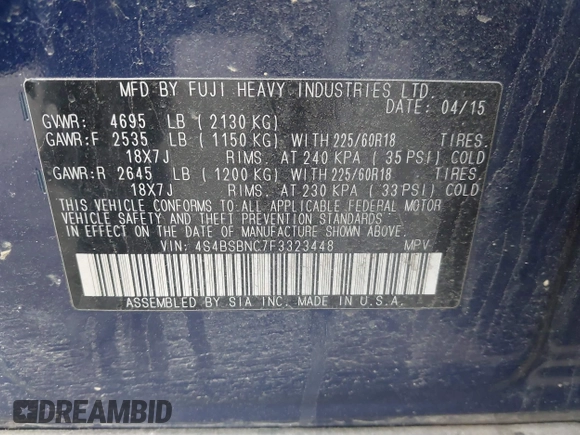 MFD BY FUJI HEAVY INDUSTRIES LTD.
DATE: 04/15
GVWR: 4695 LB ( 2130 KG)
GAWR:F 2535 LB ( 1150 KG) WITH 225/60R18 TIRES.
18X7J RIMS, AT 240 KPA ( 35 PSI) COLD
GAWR:R 2645 LB ( 1200 KG) WITH 225/60R18 TIRES.
18X7J RIMS, AT 230 KPA ( 33 PSI) COLD
THIS VEHICLE CONFORMS TO ALL APPLICABLE FEDERAL MOTOR
VEHICLE SAFETY AND THEFT PREVENTION STANDARDS
IN EFFECT ON THE DATE OF MANUFACTURE SHOWN ABOVE.
VIN: 4S4BSBNC7F3323448 MPV
ASSEMBLED BY SIA INC. MADE IN U.S.A.
DREAMBID